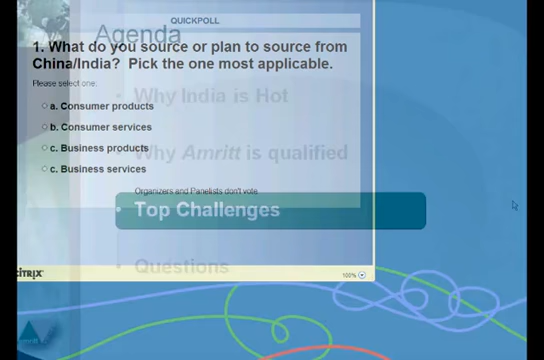 QUICKPOLL
Agenda
1. What do you source or plan to source from
China/India? Pick the one most applicable.
Please select one:
a. Consumer products
• Why India is Hot
b. Consumer services
c. Business products
• Why Amritt is qualified
c. Business services
Organizers and Panelists don't vote
• Top Challenges
• Questions
CITRIX
100%